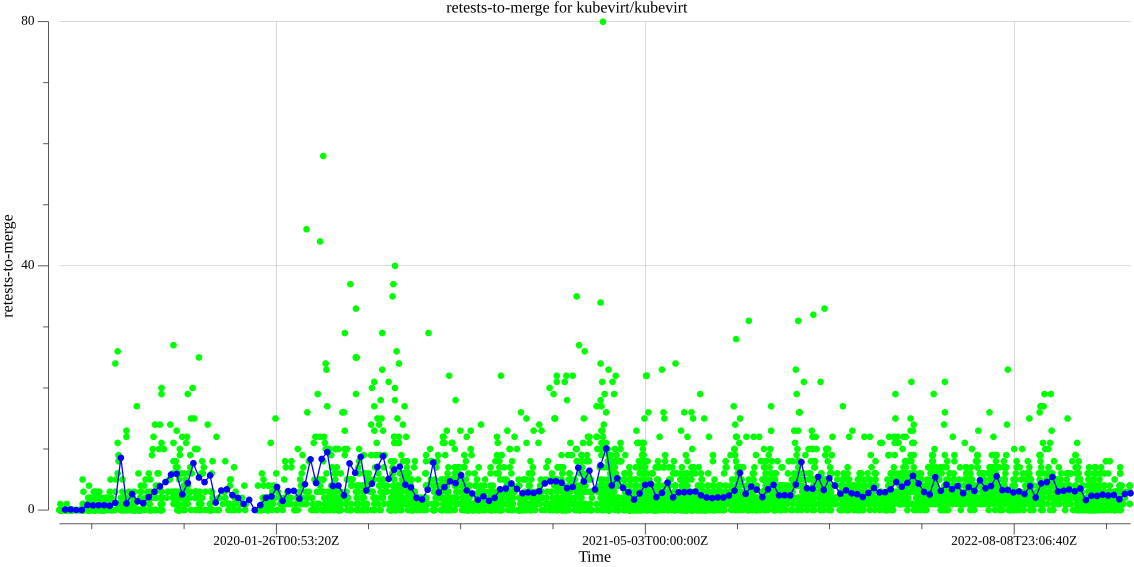 retests-to-merge for kubevirt/kubevirt
80
40
0
retests-to-merge
2020-01-26T00:53:20Z
2021-05-03T00:00:00Z
2022-08-08T23:06:40Z
Time